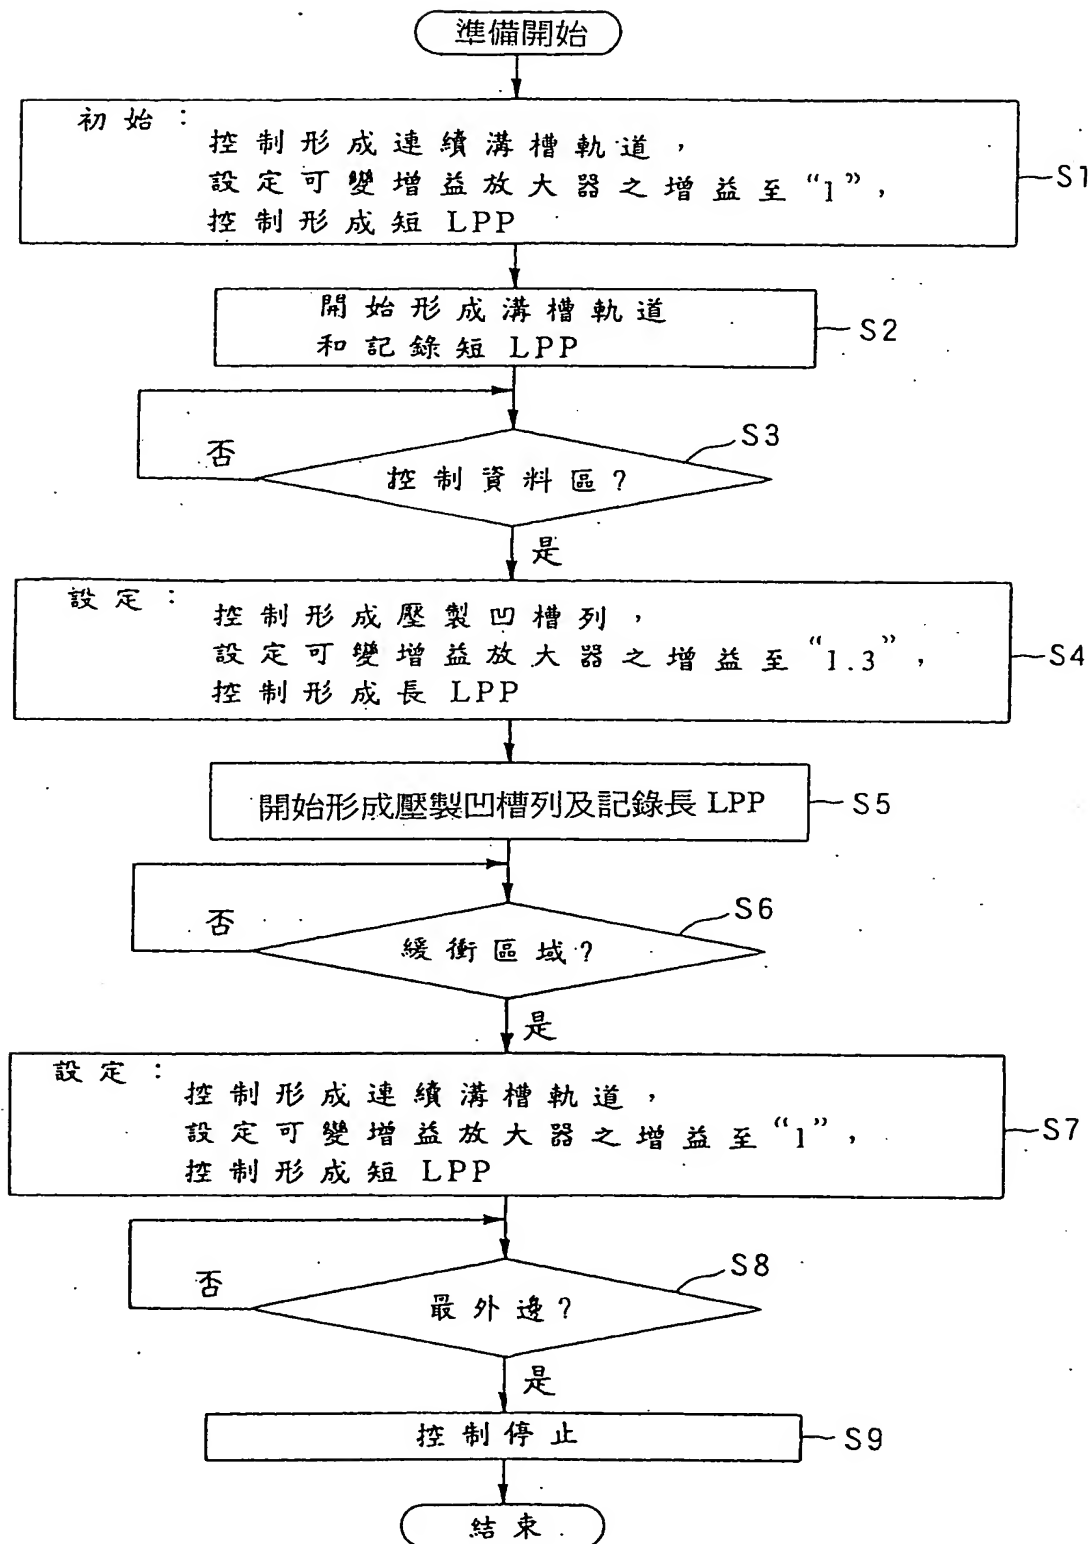 準備開始
初始：
控制形成連續溝槽軌道，
設定可變增益放大器之增益至“1”，
控制形成短 LPP
S1
開始形成溝槽軌道
和記錄短 LPP
S2
否
控制資料區？
S3
是
設定：
控制形成壓製凹槽列，
設定可變增益放大器之增益至“1.3”，
控制形成長 LPP
S4
開始形成壓製凹槽列及記錄長 LPP
S5
否
緩衝區域？
S6
是
設定：
控制形成連續溝槽軌道，
設定可變增益放大器之增益至“1”，
控制形成短 LPP
S7
否
最外邊？
S8
是
控制停止
S9
結束